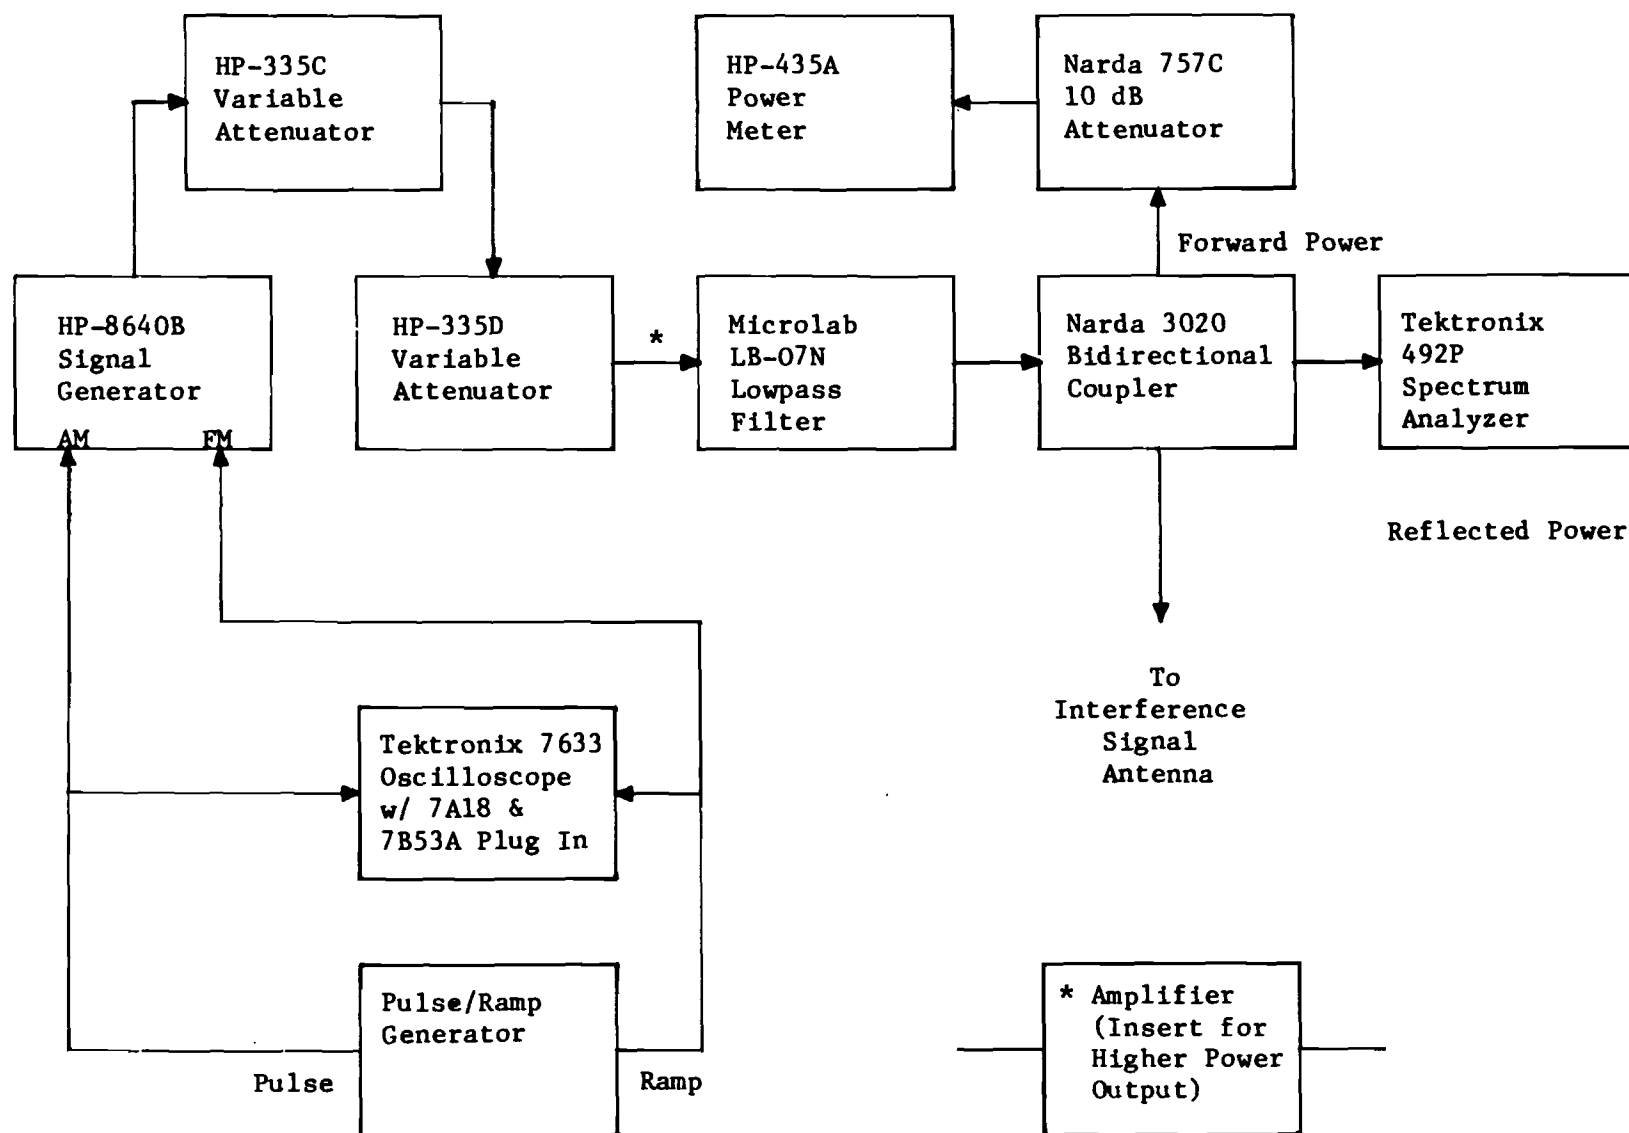 HP-335C
Variable
Attenuator
HP-435A
Power
Meter
Narda 757C
10 dB
Attenuator
Forward Power
HP-8640B
Signal
Generator
AM
FM
HP-335D
Variable
Attenuator
*
Microlab
LB-07N
Lowpass
Filter
Narda 3020
Bidirectional
Coupler
Tektronix
492P
Spectrum
Analyzer
Reflected Power
To
Interference
Signal
Antenna
Tektronix 7633
Oscilloscope
w/ 7A18 &
7B53A Plug In
Pulse/Ramp
Generator
Pulse
Ramp
* Amplifier
(Insert for
Higher Power
Output)